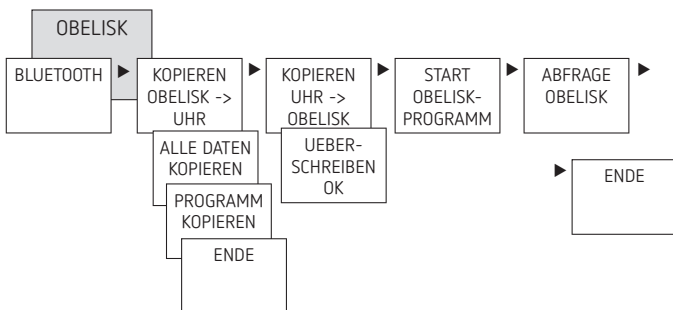 OBELISK
BLUETOOTH
KOPIEREN
OBELISK ->
UHR
ALLE DATEN
KOPIEREN
PROGRAMM
KOPIEREN
ENDE
KOPIEREN
UHR ->
OBELISK
UEBER-
SCHREIBEN
OK
START
OBELISK-
PROGRAMM
ABFRAGE
OBELISK
ENDE